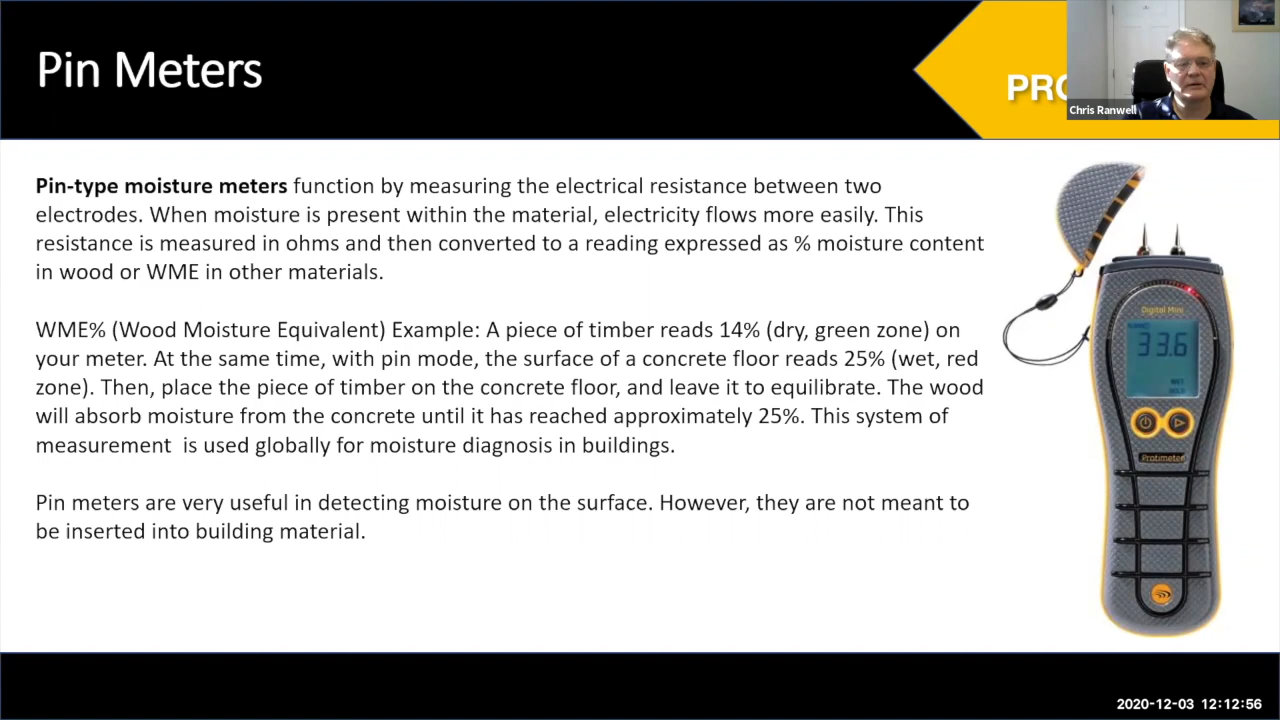 Pin Meters
PRO
Chris Ranwell
Pin-type moisture meters function by measuring the electrical resistance between two
electrodes. When moisture is present within the material, electricity flows more easily. This
resistance is measured in ohms and then converted to a reading expressed as % moisture content
in wood or WME in other materials.
WME% (Wood Moisture Equivalent) Example: A piece of timber reads 14% (dry, green zone) on
your meter. At the same time, with pin mode, the surface of a concrete floor reads 25% (wet, red
zone). Then, place the piece of timber on the concrete floor, and leave it to equilibrate. The wood
will absorb moisture from the concrete until it has reached approximately 25%. This system of
measurement  is used globally for moisture diagnosis in buildings.
Pin meters are very useful in detecting moisture on the surface. However, they are not meant to
be inserted into building material.
Digital Mini
33.6
WET
Protimeter
2020-12-03 12:12:56